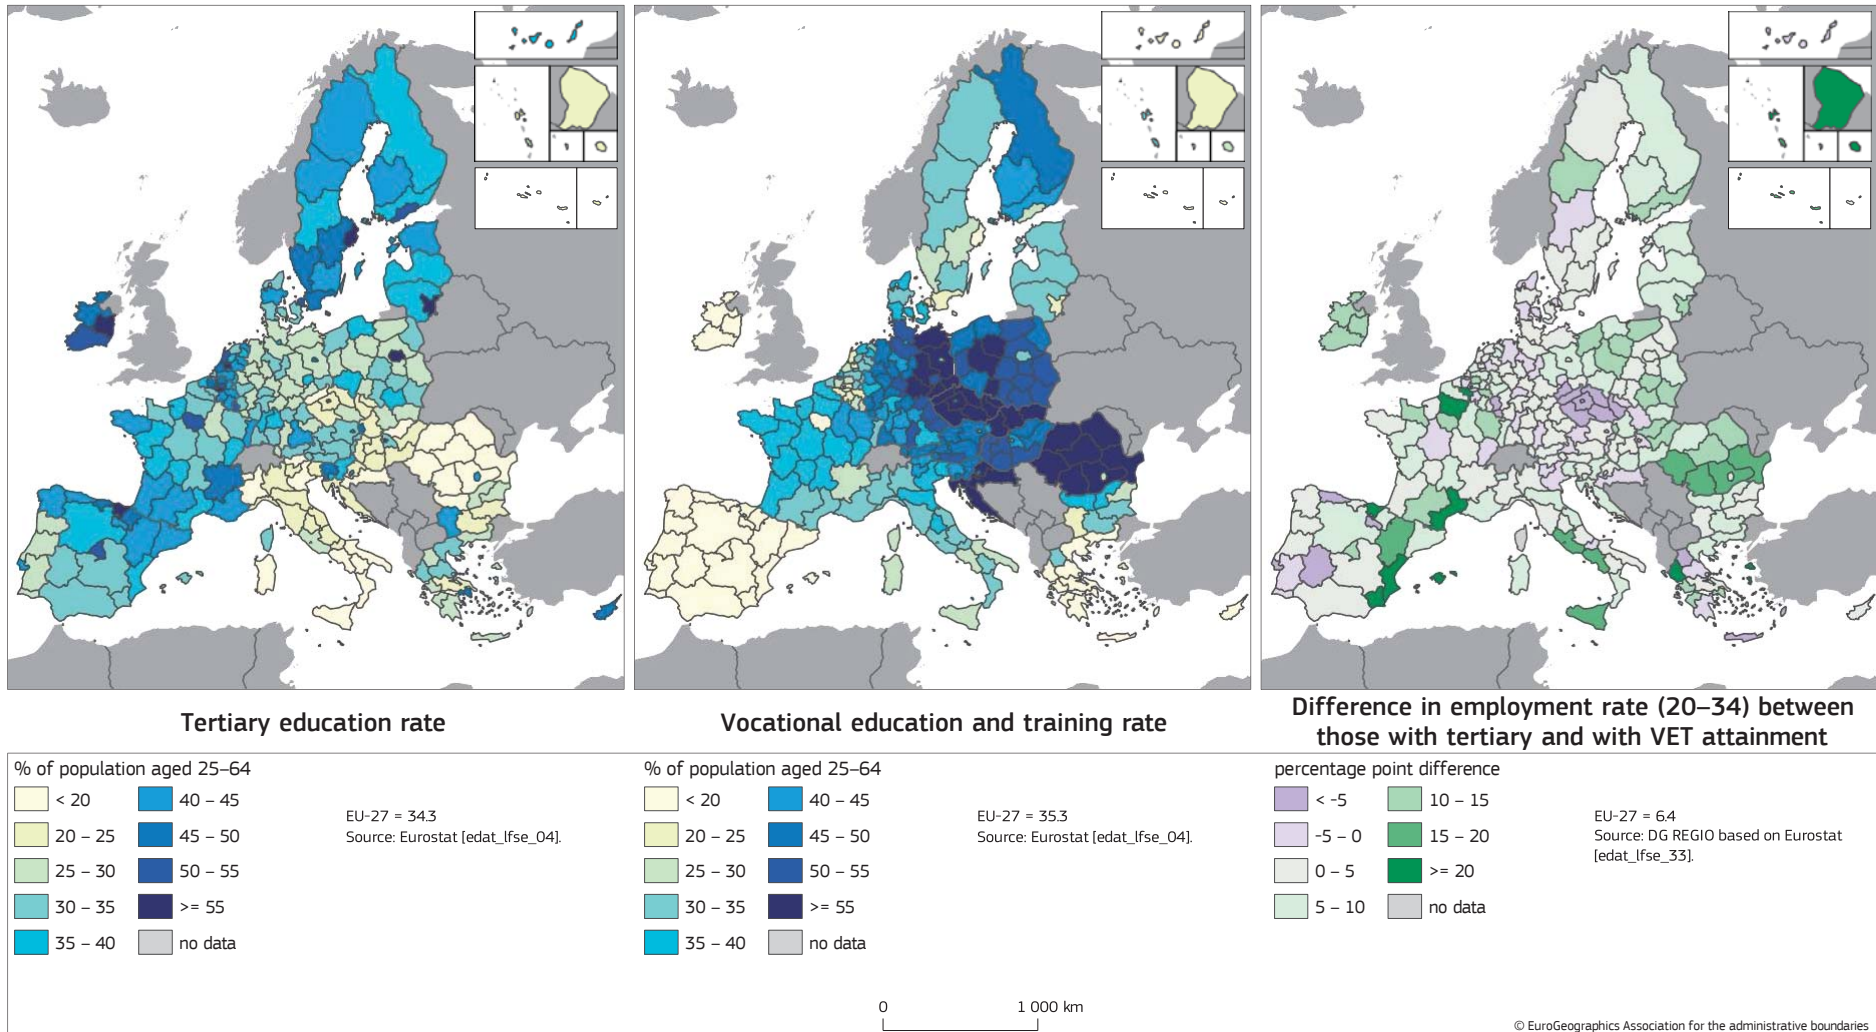 Tertiary education rate
Vocational education and training rate
Difference in employment rate (20–34) between
those with tertiary and with VET attainment
% of population aged 25–64
< 20
20 – 25
25 – 30
30 – 35
35 – 40
40 – 45
45 – 50
50 – 55
>= 55
no data
EU-27 = 34.3
Source: Eurostat [edat_lfse_04].
% of population aged 25–64
< 20
20 – 25
25 – 30
30 – 35
35 – 40
40 – 45
45 – 50
50 – 55
>= 55
no data
EU-27 = 35.3
Source: Eurostat [edat_lfse_04].
percentage point difference
< -5
-5 – 0
0 – 5
5 – 10
10 – 15
15 – 20
>= 20
no data
EU-27 = 6.4
Source: DG REGIO based on Eurostat
[edat_lfse_33].
0 1 000 km
© EuroGeographics Association for the administrative boundaries